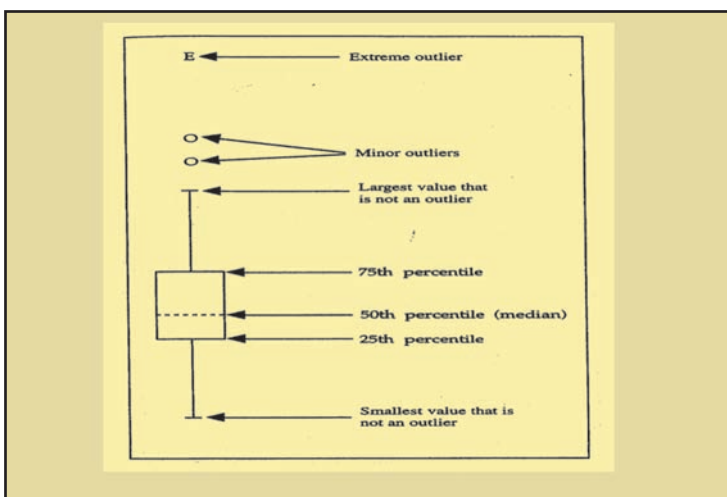 E
Extreme outlier
O
O
Minor outliers
Largest value that
is not an outlier
75th percentile
50th percentile (median)
25th percentile
Smallest value that is
not an outlier